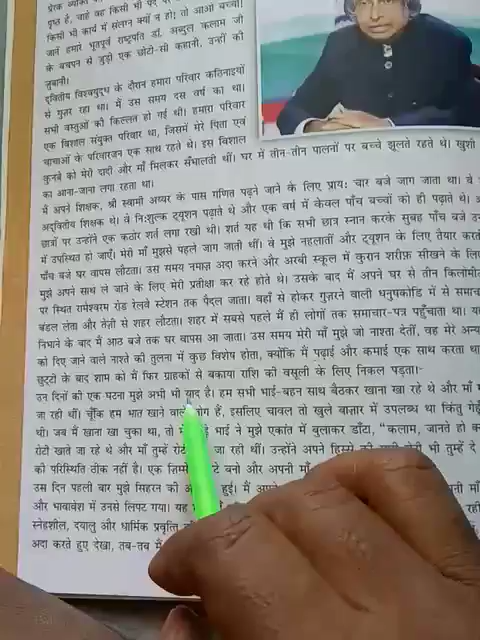 प्रेरक व्यक्ति
पृष्ठ है, चाहे वह किसी भी
किसी भी कार्य में संलग्न क्यों न हो; तो आओ बच्चो!
जानें हमारे भूतपूर्व राष्ट्रपति डॉ. अब्दुल कलाम जी
के बचपन से जुड़ी एक छोटी-सी कहानी, उन्हीं की
ज़ुबानी।
द्वितीय विश्वयुद्ध के दौरान हमारा परिवार कठिनाइयों
से गुज़र रहा था। मैं उस समय दस वर्ष का था।
सभी वस्तुओं की किल्लत हो गई थी। हमारा परिवार
एक विशाल संयुक्त परिवार था, जिसमें मेरे पिता एवं
चाचाओं के परिवारजन एक साथ रहते थे। इस विशाल
कुनबे को मेरी दादी और माँ मिलकर सँभालती थीं। घर में तीन-तीन पालनों पर बच्चे झूलते रहते थे। खुशी
का आना-जाना लगा रहता था।
मैं अपने शिक्षक, श्री स्वामी अय्यर के पास गणित पढ़ने जाने के लिए प्रायः चार बजे जाग जाता था। वे
अद्वितीय शिक्षक थे। वे निःशुल्क ट्यूशन पढ़ाते थे और एक वर्ष में केवल पाँच बच्चों को ही पढ़ाते थे।
छात्रों पर उन्होंने एक कठोर शर्त लगा रखी थी। शर्त यह थी कि सभी छात्र स्नान करके सुबह पाँच बजे
में उपस्थित हो जाएँ। मेरी माँ मुझसे पहले जाग जाती थीं। वे मुझे नहलातीं और ट्यूशन के लिए तैयार करतीं
पाँच बजे घर वापस लौटता। उस समय नमाज़ अदा करने और अरबी स्कूल में कुरान शरीफ़ सीखने के लिए
मुझे अपने साथ ले जाने के लिए मेरी प्रतीक्षा कर रहे होते थे। उसके बाद मैं अपने घर से तीन किलोमीटर
पर स्थित रामेश्वरम रोड रेलवे स्टेशन तक पैदल जाता। वहाँ से होकर गुज़रने वाली धनुषकोडि में से समाचार
बंडल लेता और तेज़ी से शहर लौटता। शहर में सबसे पहले मैं ही लोगों तक समाचार-पत्र पहुँचाता था।
निभाने के बाद मैं आठ बजे तक घर वापस आ जाता। उस समय मेरी माँ मुझे जो नाश्ता देतीं, वह मेरे अन्य
को दिए जाने वाले नाश्ते की तुलना में कुछ विशेष होता, क्योंकि मैं पढ़ाई और कमाई एक साथ करता था
छुट्टी के बाद शाम को मैं फिर ग्राहकों से बकाया राशि की वसूली के लिए निकल पड़ता।-
उन दिनों की एक घटना मुझे अभी भी याद है। हम सभी भाई-बहन साथ बैठकर खाना खा रहे थे और माँ
जा रही थीं। चूँकि हम भात खाने वाले लोग हैं, इसलिए चावल तो खुले बाज़ार में उपलब्ध था किंतु गेहूँ
थी। जब मैं खाना खा चुका था, तो भाई ने मुझे एकांत में बुलाकर डाँटा, “कलाम, जानते हो
रोटी खाते जा रहे थे और माँ तुम्हें जा रही थीं। उन्होंने अपने हिस्से की भी तुम्हें दे
की परिस्थिति ठीक नहीं है। एक बनो और अपनी माँ
उस दिन पहली बार मुझे सिहरन की हुई। मैं
और भावावेश में उनसे लिपट गया। यह
स्नेहशील, दयालु और धार्मिक प्रवृत्ति
अदा करते हुए देखा, तब-तब मैं